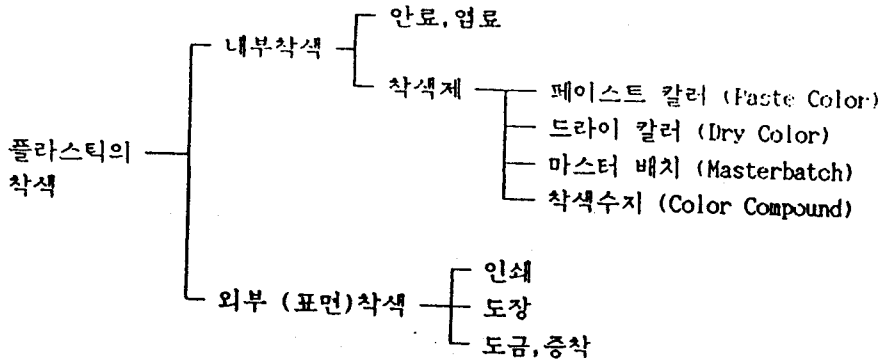 안료,염료
내부착색
착색제
페이스트 칼러 (Paste Color)
드라이 칼러 (Dry Color)
플라스틱의
착색
마스터 배치 (Masterbatch)
착색수지 (Color Compound)
인쇄
외부 (표면)착색
도장
도금,증착